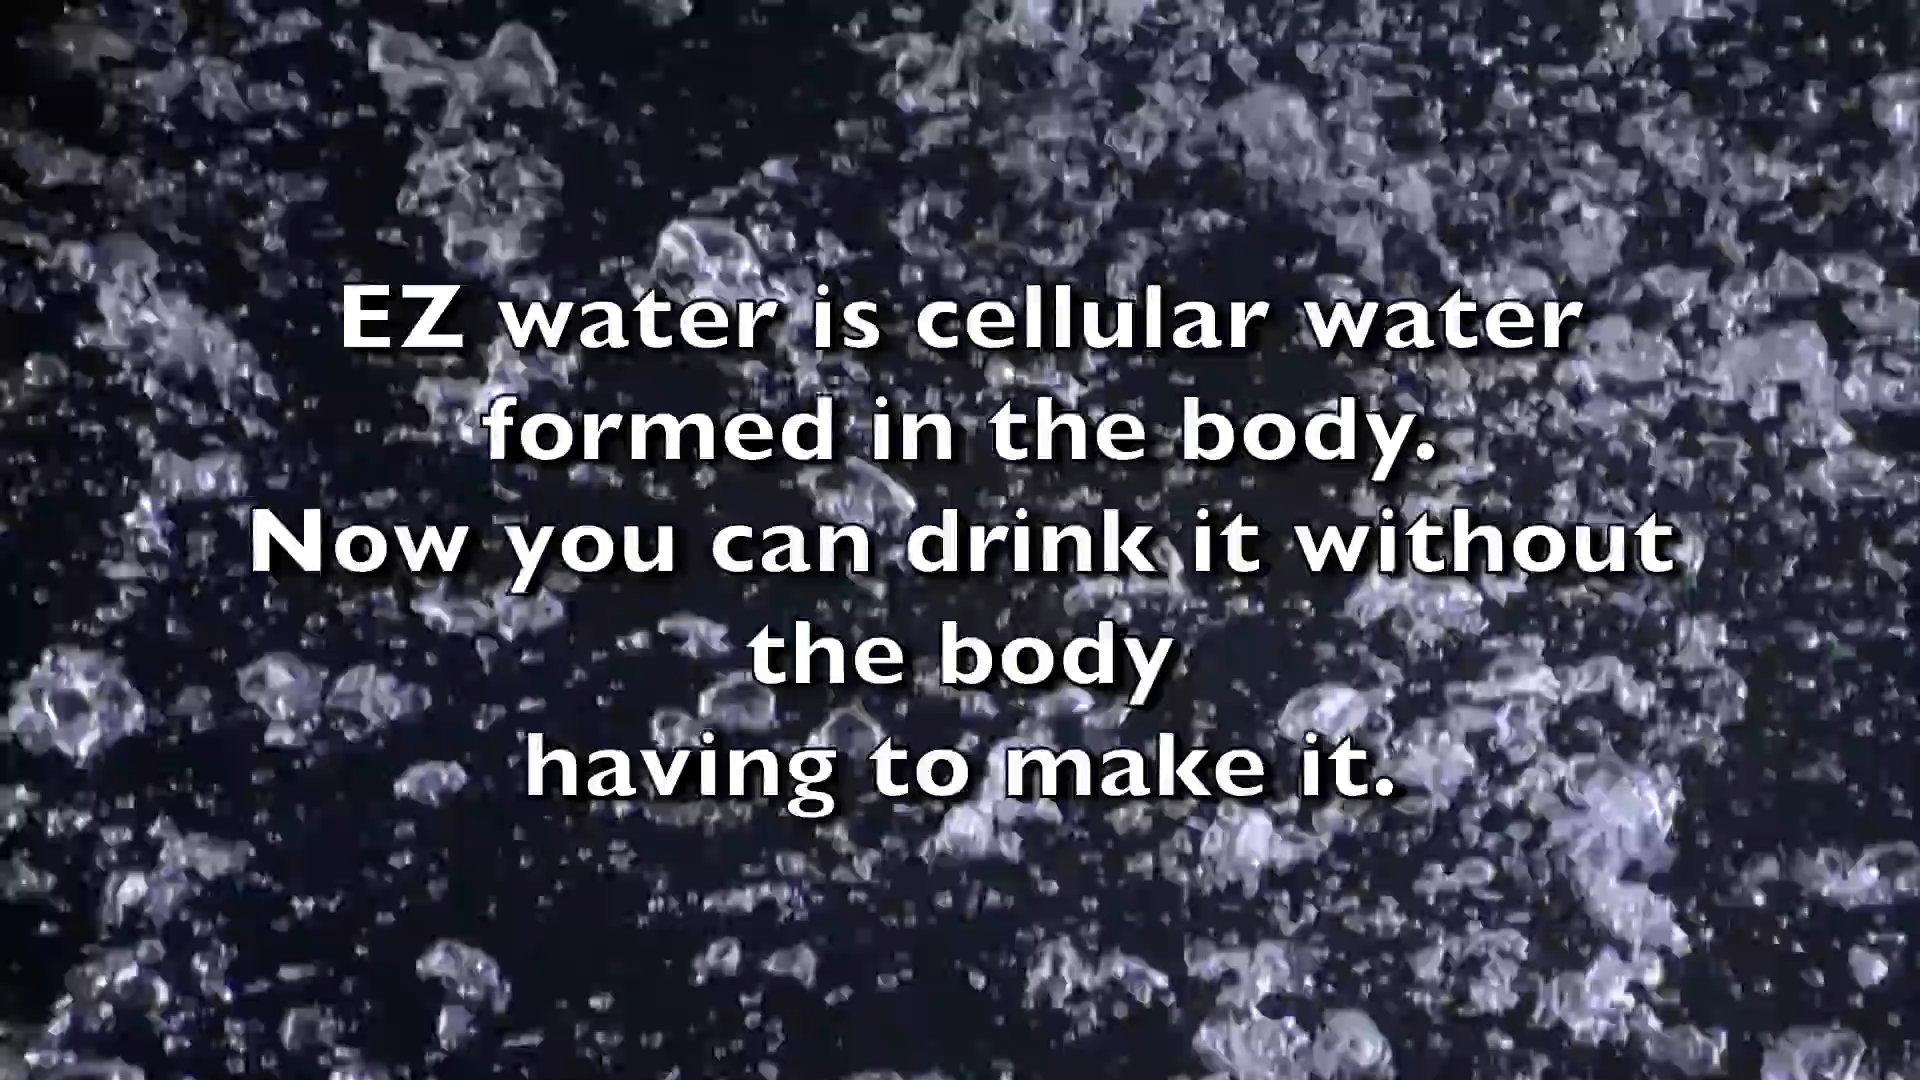 EZ water is cellular water
formed in the body.
Now you can drink it without
the body
having to make it.